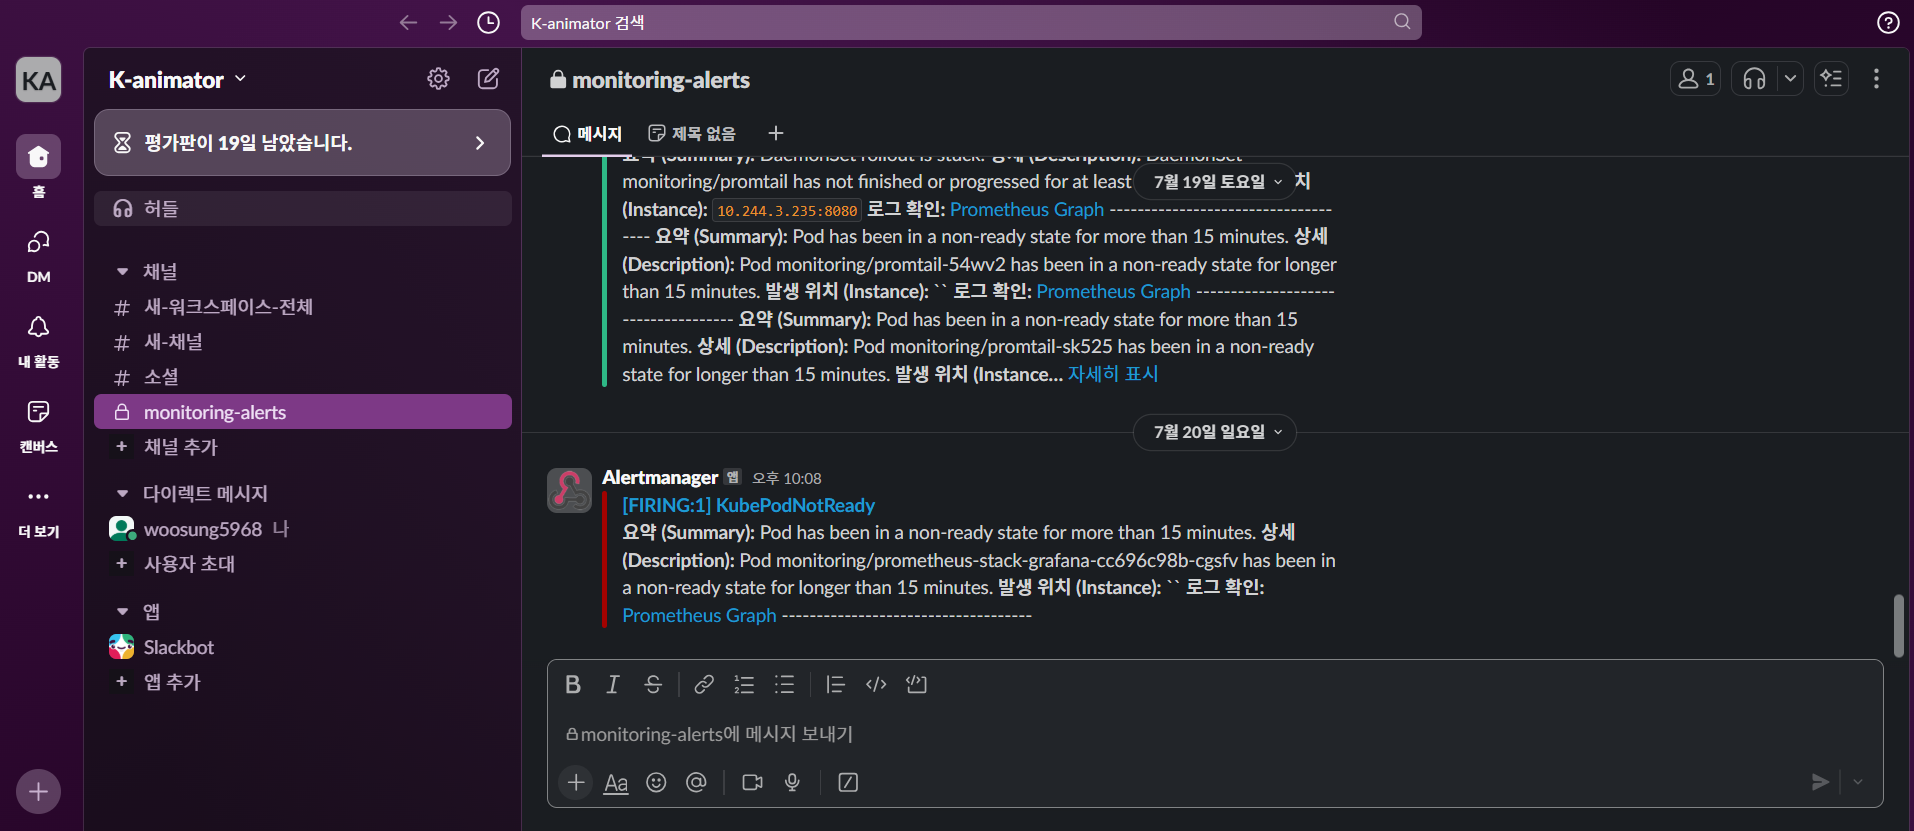 K-animator 검색
KA
홈
DM
내 활동
캔버스
더 보기
K-animator
평가판이 19일 남았습니다.
허들
채널
# 새-워크스페이스-전체
# 새-채널
# 소셜
monitoring-alerts
+ 채널 추가
다이렉트 메시지
woosung5968 나
+ 사용자 초대
앱
Slackbot
+ 앱 추가
monitoring-alerts
1
메시지
제목 없음
요약 (Summary): DaemonSet rollout is stuck. 상세 (Description): DaemonSet
monitoring/promtail has not finished or progressed for at least
7월 19일 토요일
치
(Instance): 10.244.3.235:8080 로그 확인: Prometheus Graph --------------------------------
---- 요약 (Summary): Pod has been in a non-ready state for more than 15 minutes. 상세
(Description): Pod monitoring/promtail-54wv2 has been in a non-ready state for longer
than 15 minutes. 발생 위치 (Instance): `` 로그 확인: Prometheus Graph --------------------
---------------- 요약 (Summary): Pod has been in a non-ready state for more than 15
minutes. 상세 (Description): Pod monitoring/promtail-sk525 has been in a non-ready
state for longer than 15 minutes. 발생 위치 (Instance... 자세히 표시
7월 20일 일요일
Alertmanager 앱 오후 10:08
[FIRING:1] KubePodNotReady
요약 (Summary): Pod has been in a non-ready state for more than 15 minutes. 상세
(Description): Pod monitoring/prometheus-stack-grafana-cc696c98b-cgsfv has been in
a non-ready state for longer than 15 minutes. 발생 위치 (Instance): `` 로그 확인:
Prometheus Graph ------------------------------------
monitoring-alerts에 메시지 보내기
Aa